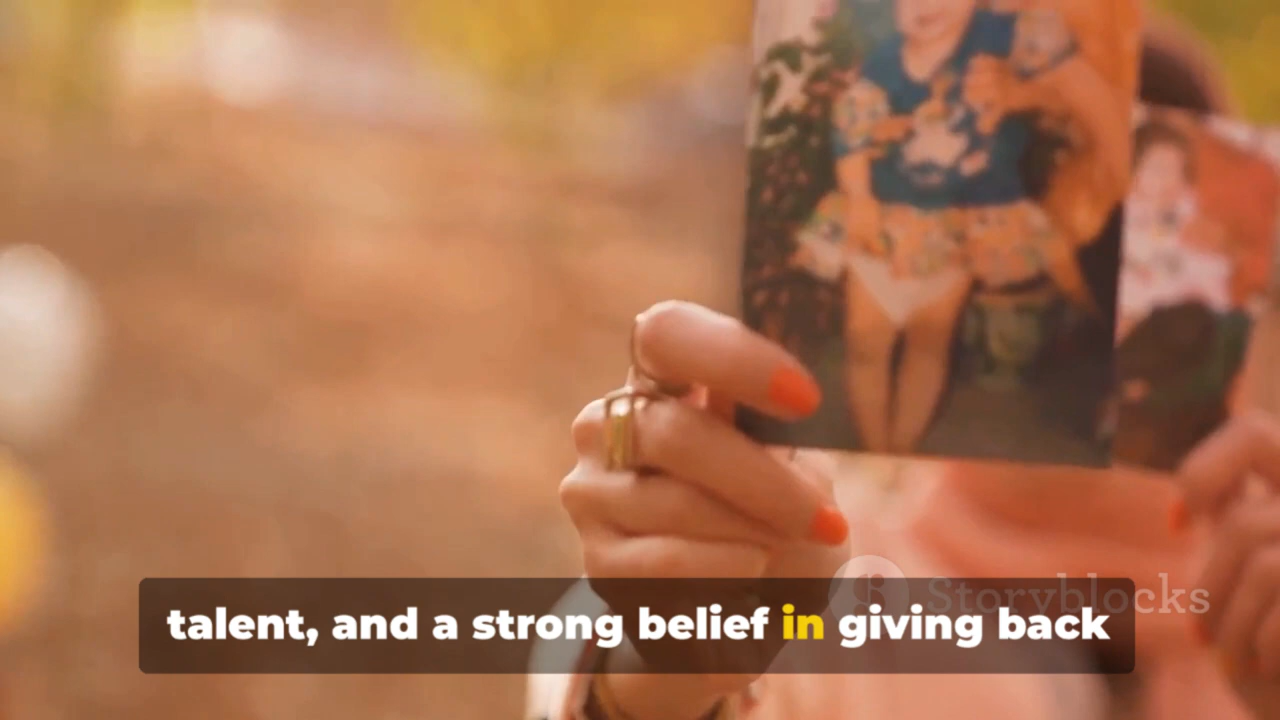 Storyblocks
talent, and a strong belief in giving back